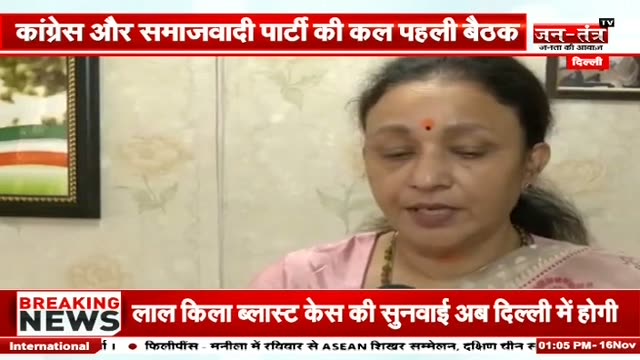 कांग्रेस और समाजवादी पार्टी की कल पहली बैठक
जन-तंत्र TV
जनता की आवाज
दिल्ली
BREAKING NEWS
लाल किला ब्लास्ट केस की सुनवाई अब दिल्ली में होगी
International र्चा । फिलीपींस - मनीला में रविवार से ASEAN शिखर सम्मेलन, दक्षिण चीन 01:05 PM-16Nov